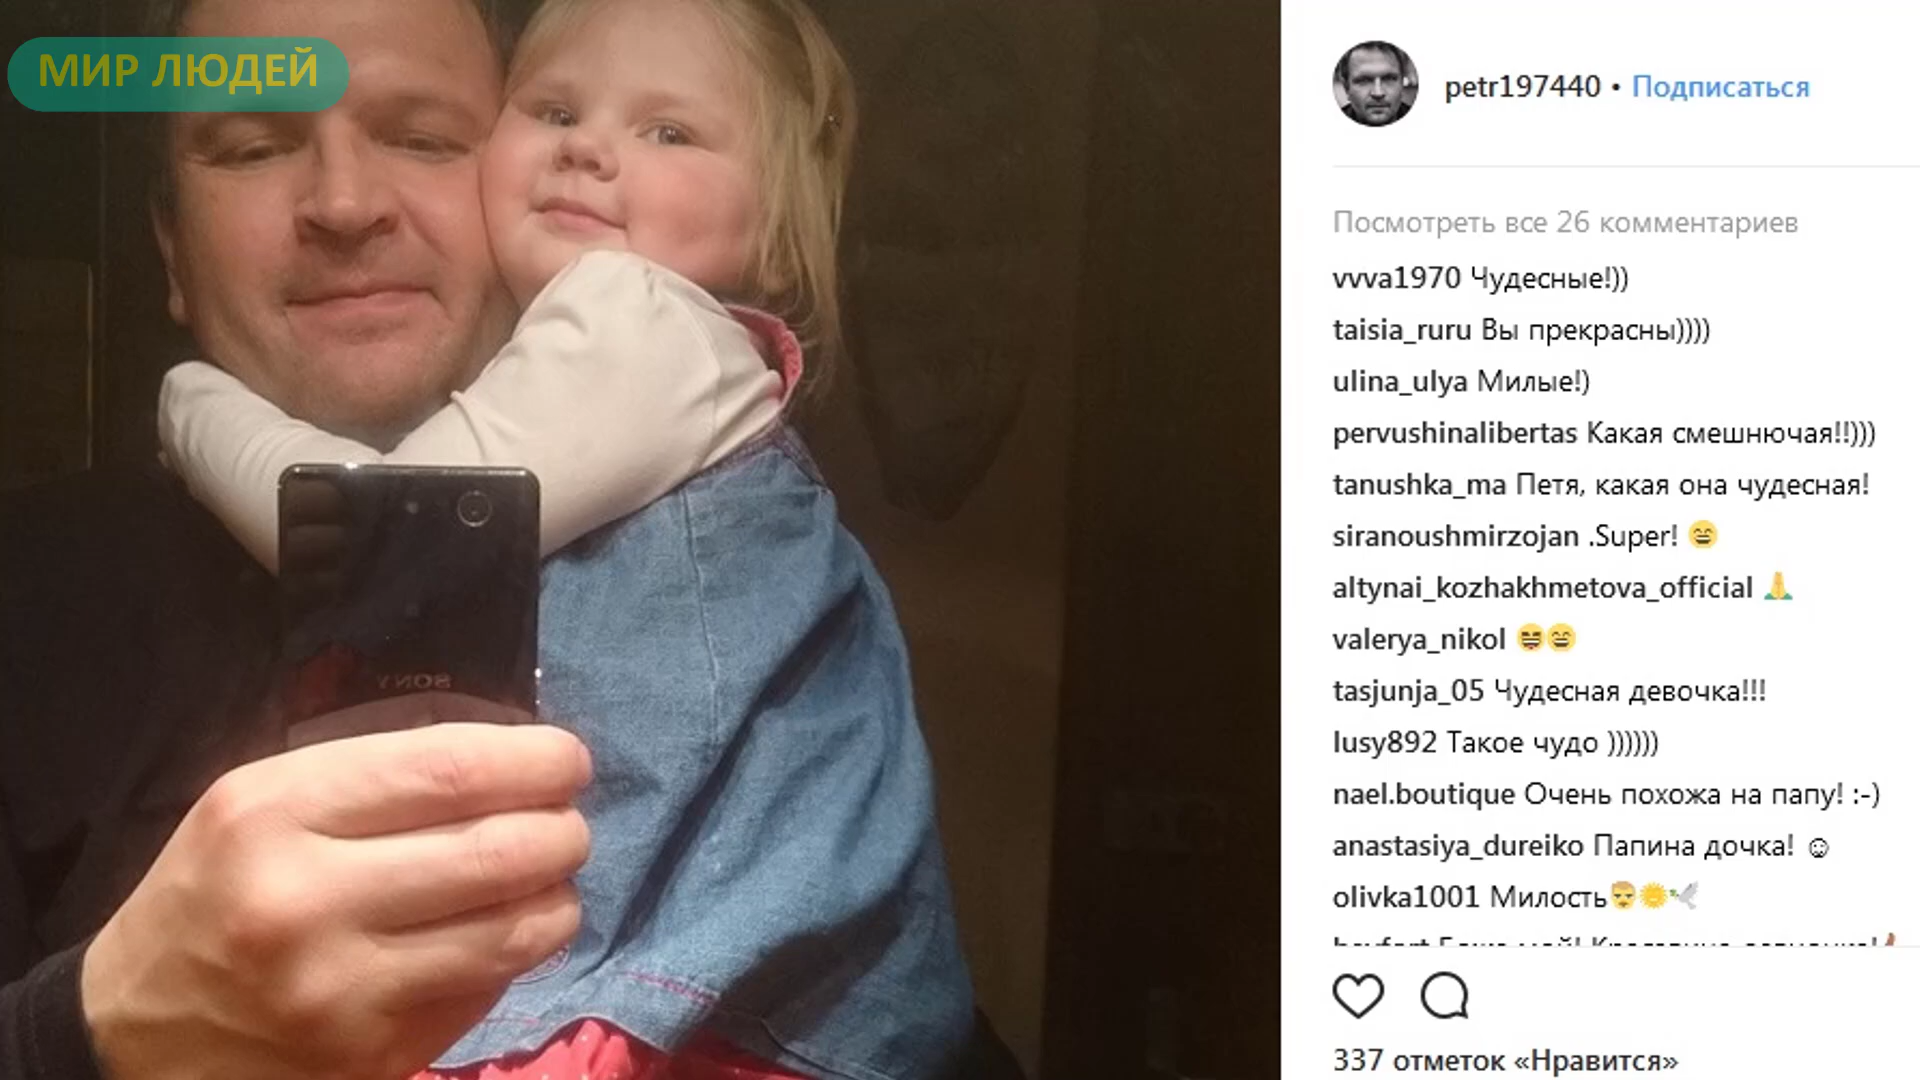 МИР ЛЮДЕЙ
petr197440 • Подписаться
Посмотреть все 26 комментариев
vvva1970 Чудесные!))
taisia_ruru Вы прекрасны))))
ulina_ulya Милые!)
pervushinalibertas Какая смешнючая!!)))
tanushka_ma Петя, какая она чудесная!
siranoushmirzojan .Super! 😄
altynai_kozhakhmetova_official 🙏
valerya_nikol 😝😄
tasjunja_05 Чудесная девочка!!!
lusy892 Такое чудо ))))))
nael.boutique Очень похожа на папу! :-)
anastasiya_dureiko Папина дочка! ☺
olivka1001 Милость👨🌞🕊
337 отметок «Нравится»
SONY